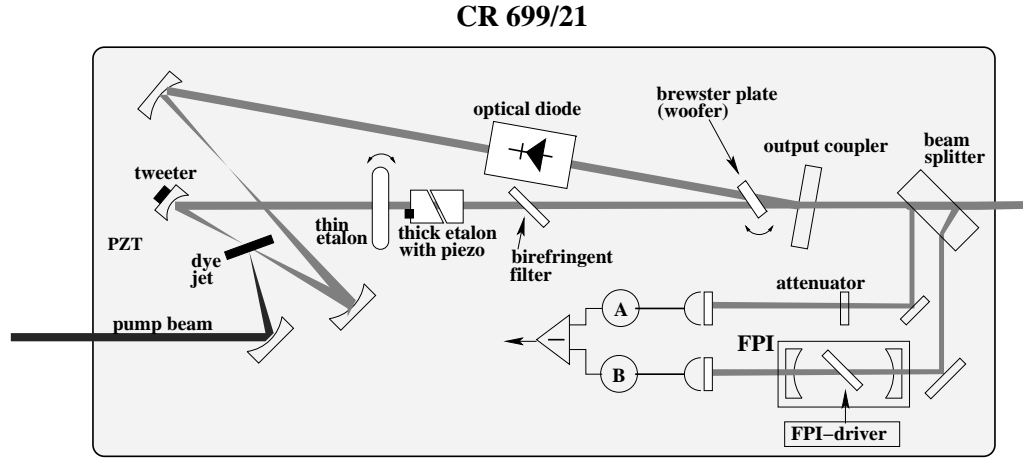 CR 699/21
optical diode
brewster plate
(woofer)
output coupler
beam
splitter
tweeter
PZT
dye
jet
thin
etalon
thick etalon
with piezo
birefringent
filter
pump beam
attenuator
A
B
FPI
FPI−driver